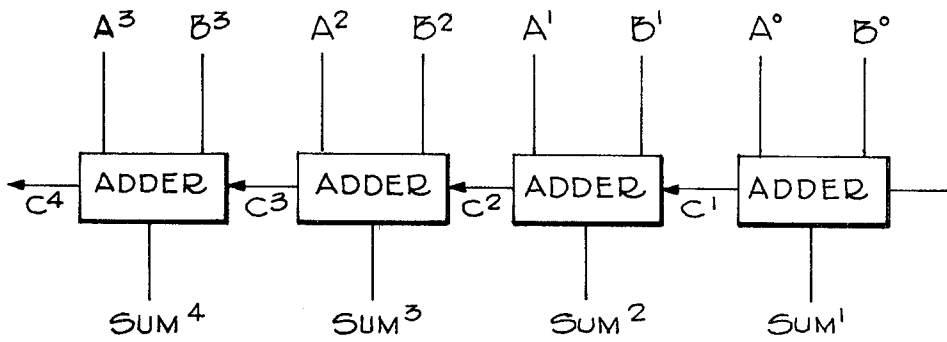 A³ B³ A² B² A¹ B¹ A⁰ B⁰
ADDER ADDER ADDER ADDER
C⁴ C³ C² C¹
SUM⁴ SUM³ SUM² SUM¹